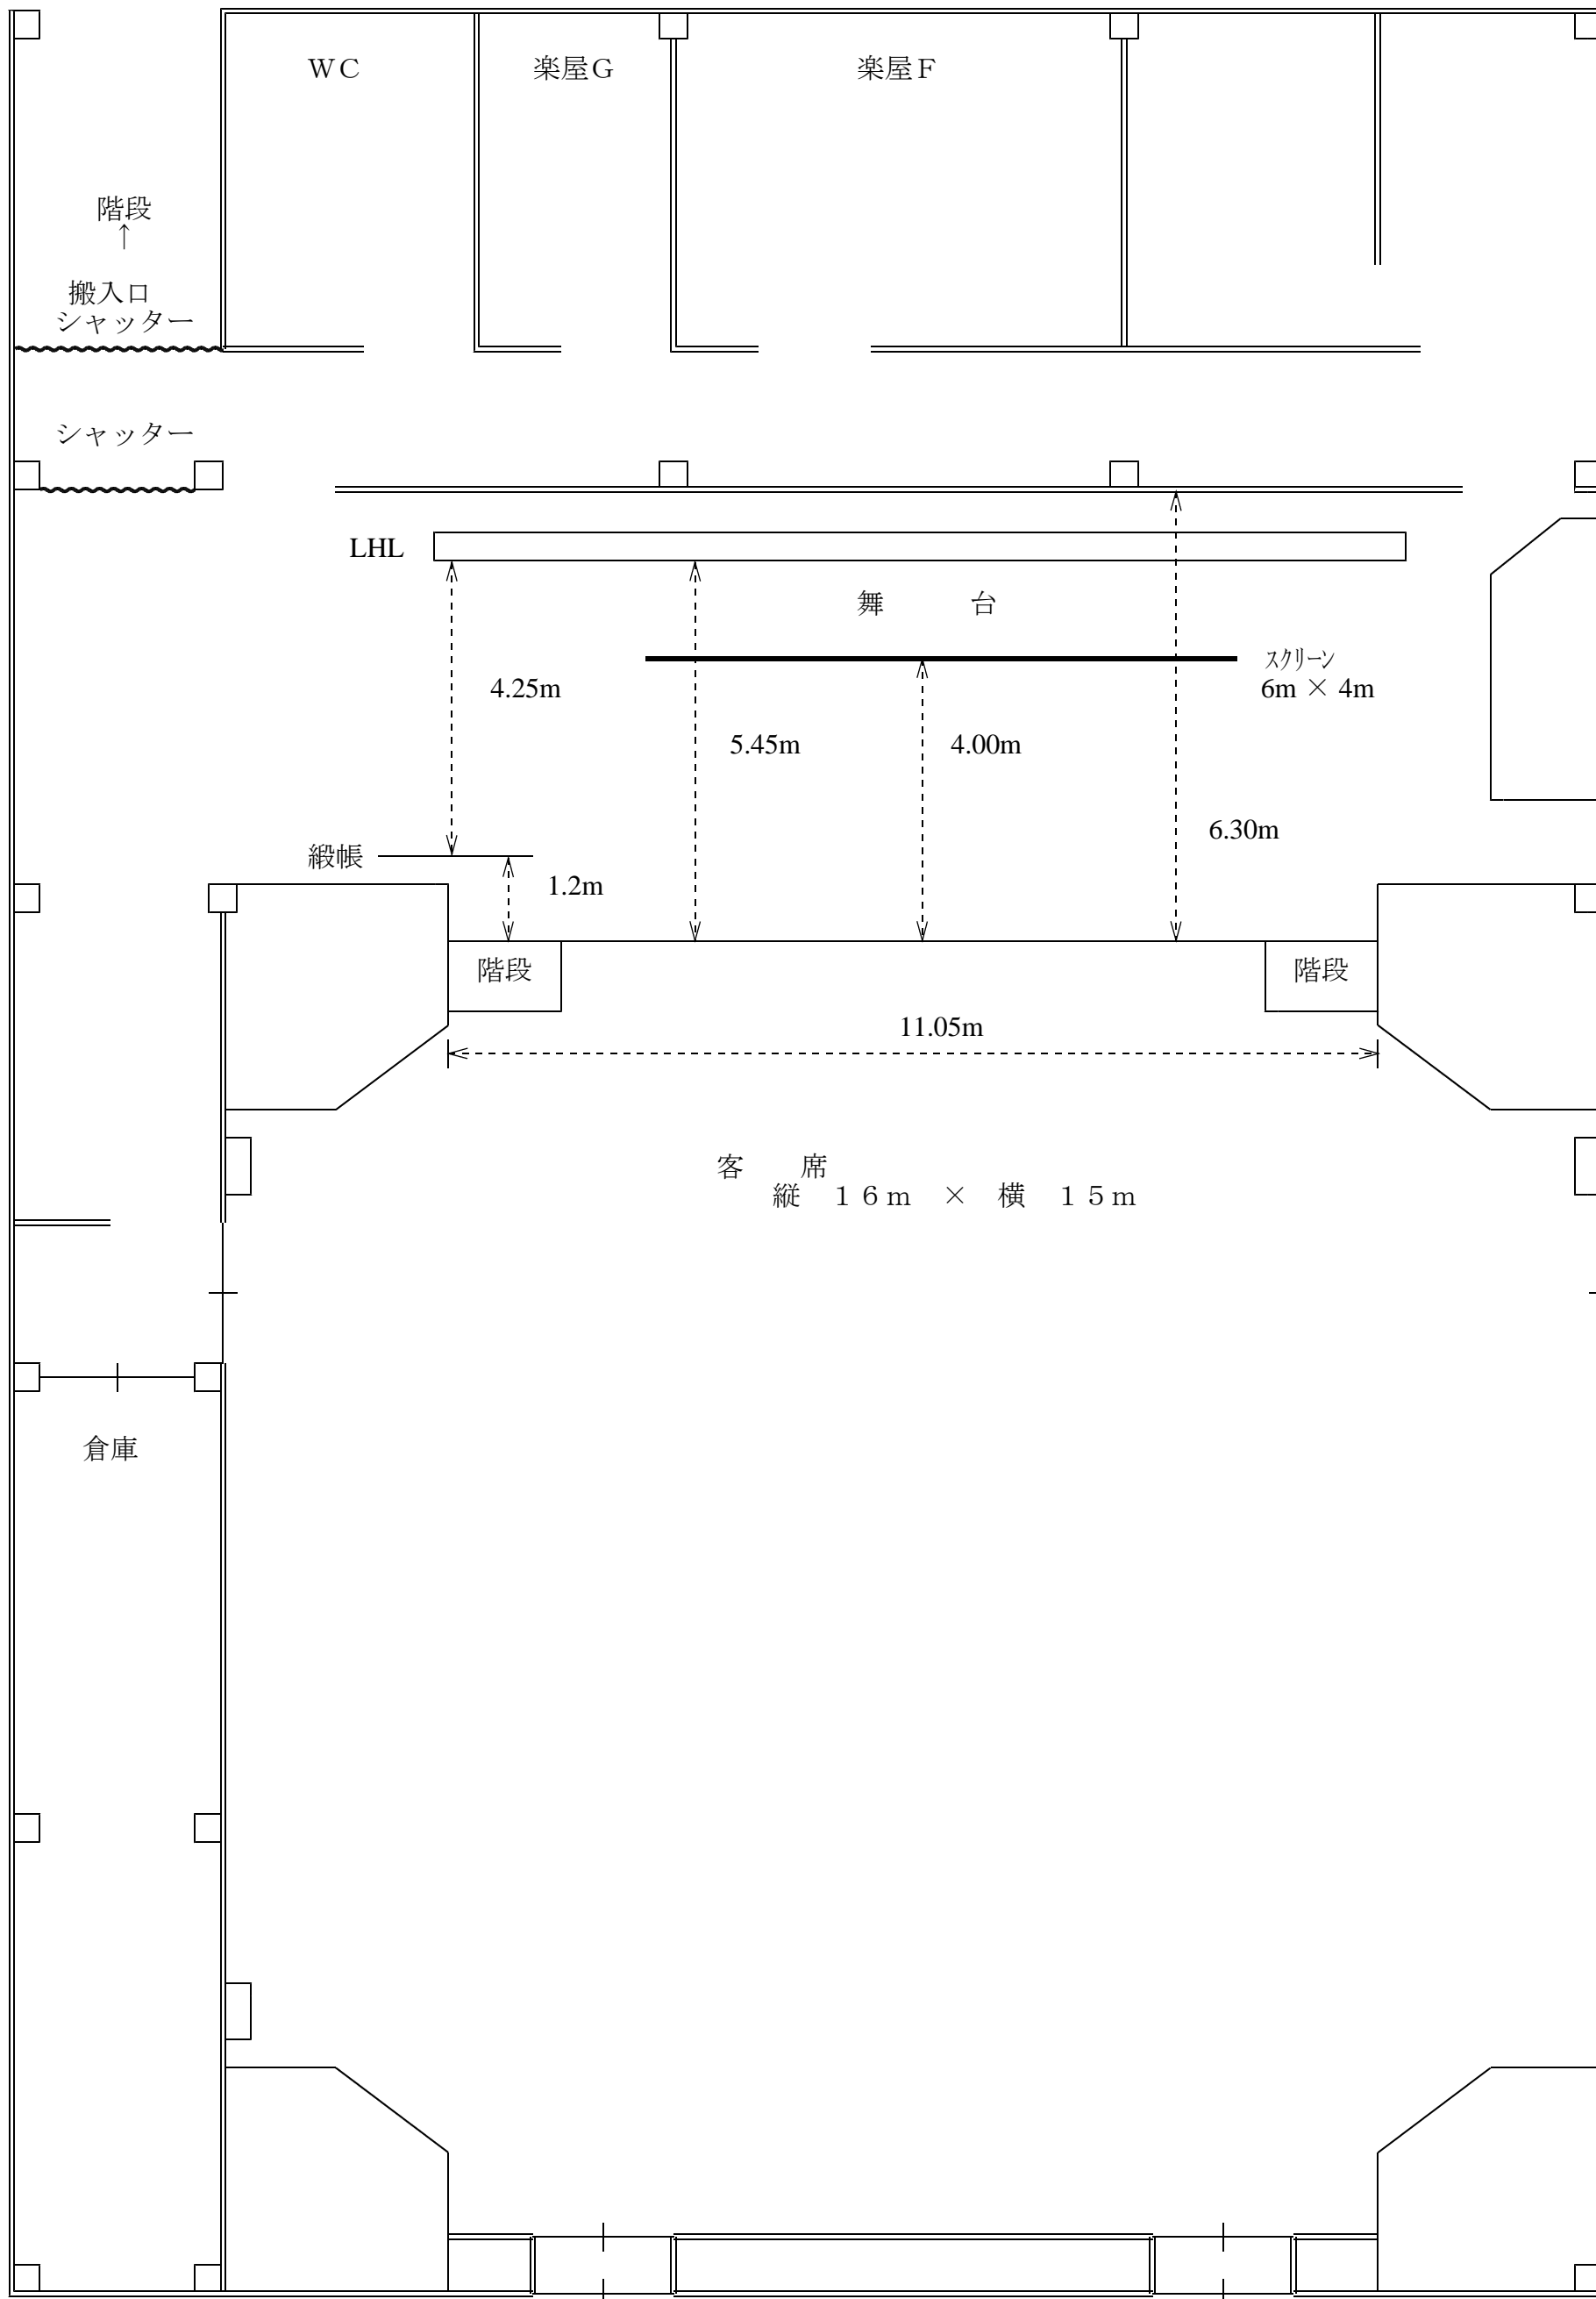 ＷＣ
楽屋Ｇ
楽屋Ｆ
階段
↑
搬入口
シャッター
シャッター
LHL
舞　　　台
ｽｸﾘｰﾝ
6m × 4m
4.25m
5.45m
4.00m
6.30m
緞帳
1.2m
階段
階段
11.05m
客　　席
縦　１６ｍ　×　横　１５ｍ
倉庫